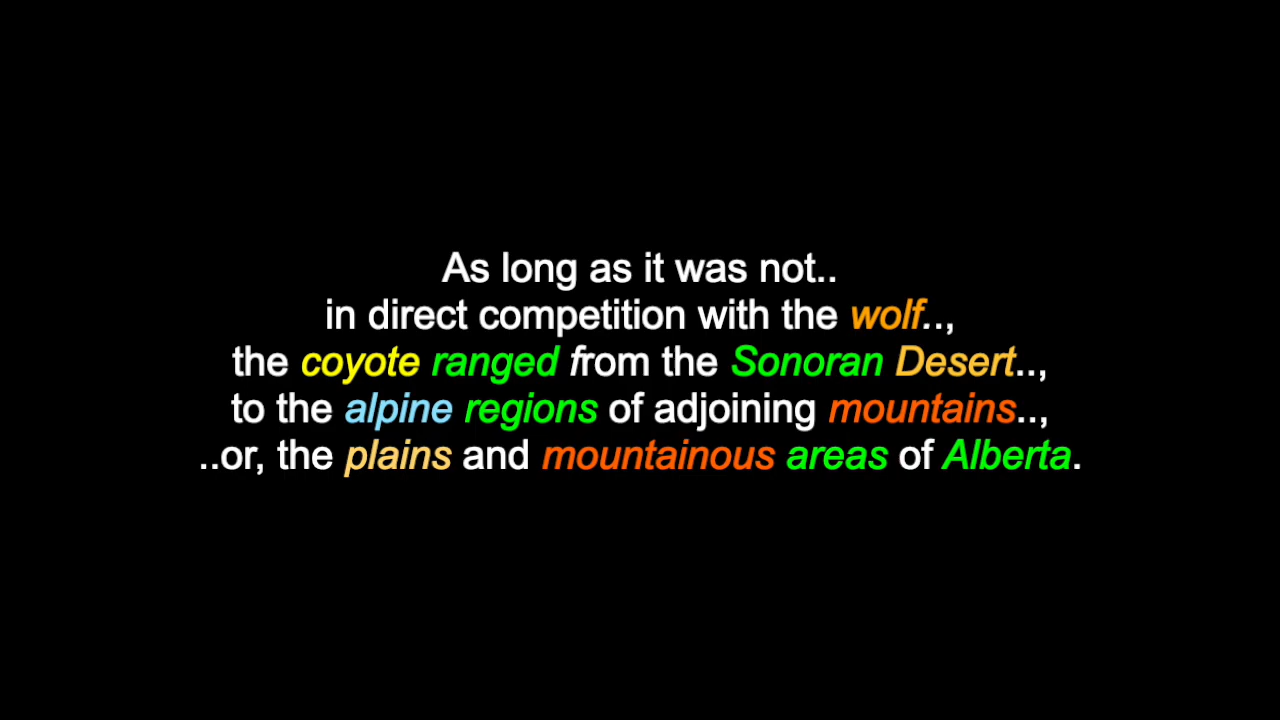 As long as it was not..
in direct competition with the wolf..,
the coyote ranged from the Sonoran Desert..,
to the alpine regions of adjoining mountains..,
..or, the plains and mountainous areas of Alberta.